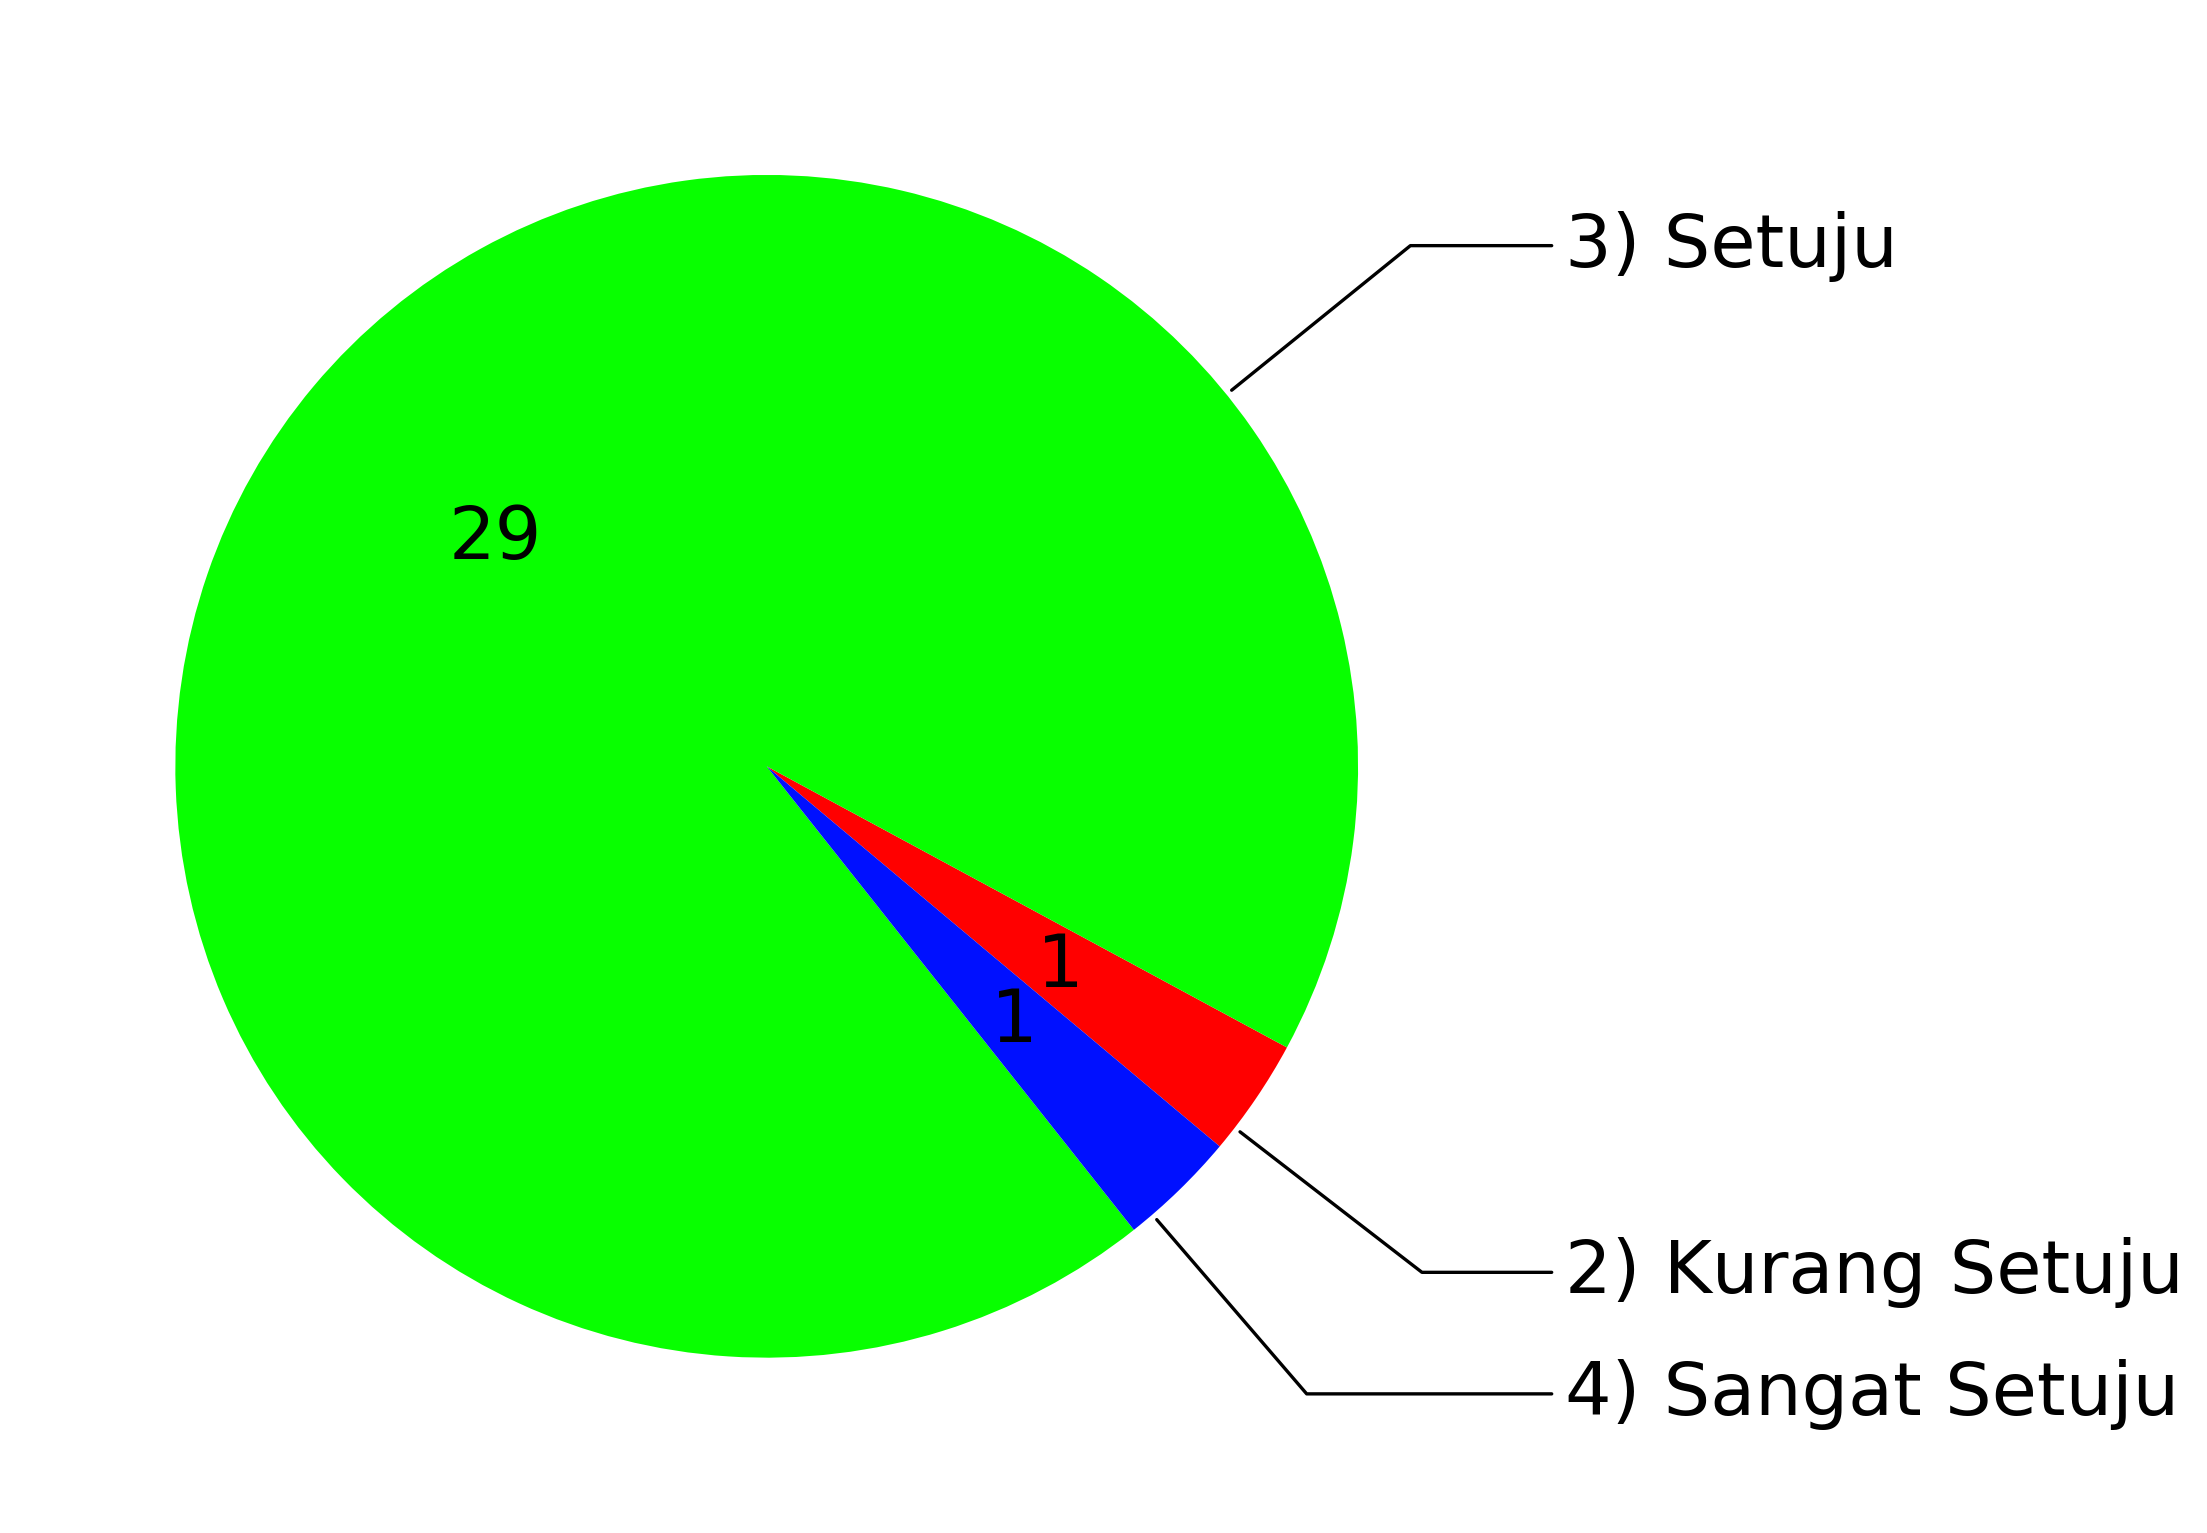 3) Setuju
29
1
1
2) Kurang Setuju
4) Sangat Setuju